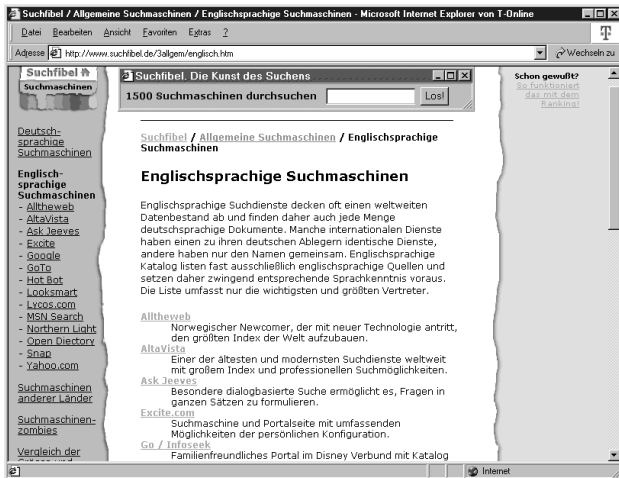 Suchfibel / Allgemeine Suchmaschinen / Englischsprachige Suchmaschinen - Microsoft Internet Explorer von T-Online
Datei Bearbeiten Ansicht Favoriten Extras ?
Adresse http://www.suchfibel.de/3allgem/englisch.htm Wechseln zu
Suchfibel
Suchmaschinen
Deutsch-
sprachige
Suchmaschinen
Englisch-
sprachige
Suchmaschinen
- Alltheweb
- AltaVista
- Ask Jeeves
- Excite
- Google
- GoTo
- Hot Bot
- Looksmart
- Lycos.com
- MSN Search
- Northern Light
- Open Diectory
- Snap
- Yahoo.com
Suchmaschinen
anderer Länder
Suchmaschinen-
zombies
Vergleich der
Suchfibel. Die Kunst des Suchens
1500 Suchmaschinen durchsuchen Los!
Suchfibel / Allgemeine Suchmaschinen / Englischsprachige
Suchmaschinen
Englischsprachige Suchmaschinen
Englischsprachige Suchdienste decken oft einen weltweiten
Datenbestand ab und finden daher auch jede Menge
deutschsprachige Dokumente. Manche internationalen Dienste
haben einen zu ihren deutschen Ablegern identische Dienste,
andere haben nur den Namen gemeinsam. Englischsprachige
Katalog listen fast ausschließlich englischsprachige Quellen und
setzen daher zwingend entsprechende Sprachkenntnis voraus.
Die Liste umfasst nur die wichtigsten und größten Vertreter.
Alltheweb
Norwegischer Newcomer, der mit neuer Technologie antritt,
den größten Index der Welt aufzubauen.
AltaVista
Einer der ältesten und modernsten Suchdienste weltweit
mit großem Index und professionellen Suchmöglichkeiten.
Ask Jeeves
Besondere dialogbasierte Suche ermöglicht es, Fragen in
ganzen Sätzen zu formulieren.
Excite.com
Suchmaschine und Portalseite mit umfassenden
Möglichkeiten der persönlichen Konfiguration.
Go / Infoseek
Familienfreundliches Portal im Disney Verbund mit Katalog
Schon gewußt?
So funktioniert
das mit dem
Ranking!
Internet